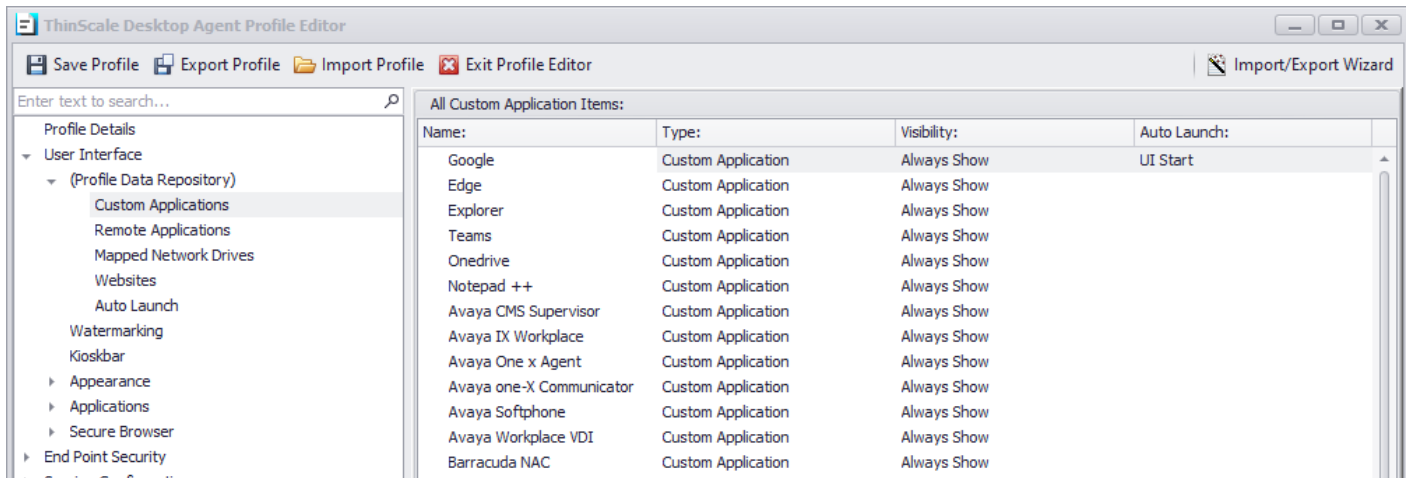 ThinScale Desktop Agent Profile Editor
Save Profile Export Profile Import Profile Exit Profile Editor Import/Export Wizard
Enter text to search...
Profile Details
User Interface
(Profile Data Repository)
Custom Applications
Remote Applications
Mapped Network Drives
Websites
Auto Launch
Watermarking
Kioskbar
Appearance
Applications
Secure Browser
End Point Security
All Custom Application Items:
Name: Type: Visibility: Auto Launch:
Google Custom Application Always Show UI Start
Edge Custom Application Always Show
Explorer Custom Application Always Show
Teams Custom Application Always Show
Onedrive Custom Application Always Show
Notepad ++ Custom Application Always Show
Avaya CMS Supervisor Custom Application Always Show
Avaya IX Workplace Custom Application Always Show
Avaya One x Agent Custom Application Always Show
Avaya one-X Communicator Custom Application Always Show
Avaya Softphone Custom Application Always Show
Avaya Workplace VDI Custom Application Always Show
Barracuda NAC Custom Application Always Show